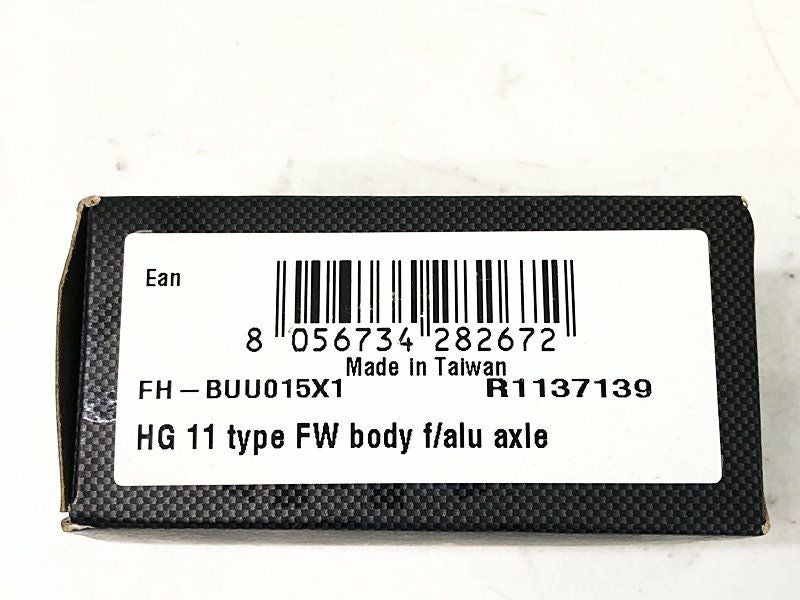 Ean
8 056734 282672
Made in Taiwan
FH-BUU015X1 R1137139
HG 11 type FW body f/alu axle